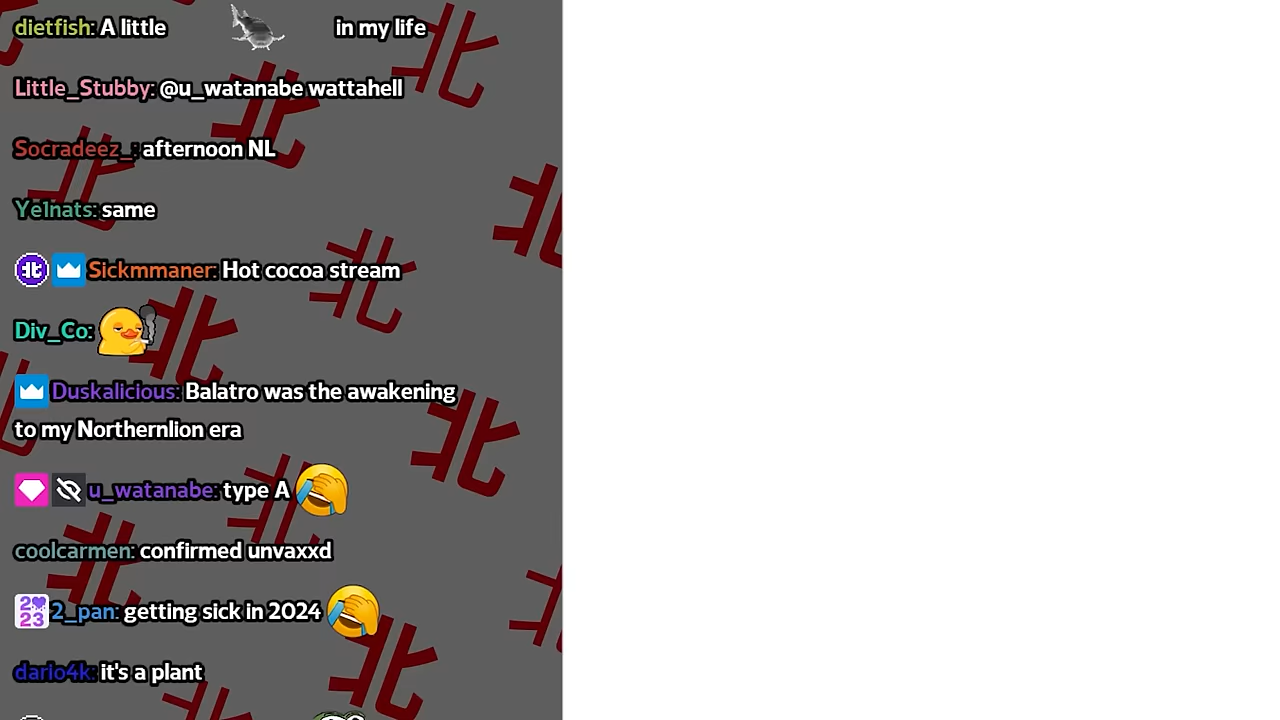 dietfish: A little in my life
Little_Stubby: @u_watanabe wattahell
Socradeez_: afternoon NL
Ye1nats: same
Sickmmaner: Hot cocoa stream
Div_Co:
Duskalicious: Balatro was the awakening
to my Northernlion era
u_watanabe: type A
coolcarmen: confirmed unvaxxd
2023 2_pan: getting sick in 2024
dario4k: it's a plant
北